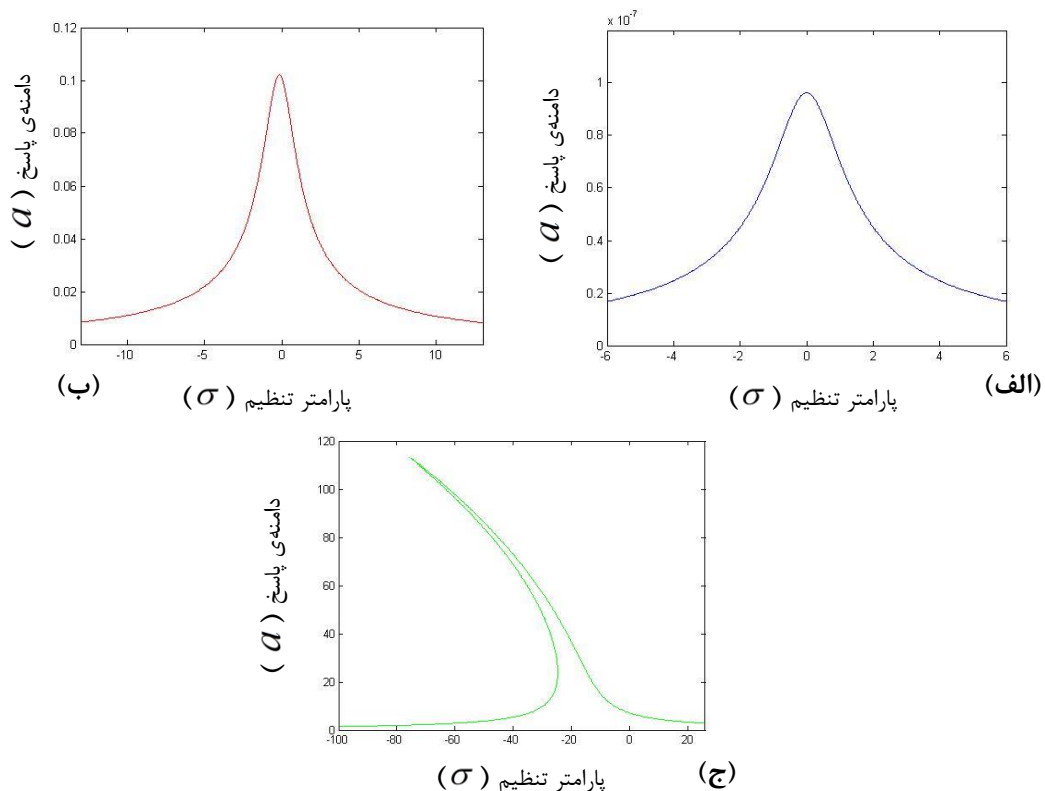 x 10^-7
1
0.8
0.6
0.4
0.2
0
-6 -4 -2 0 2 4 6
دامنه‌ی پاسخ ( a )
پارامتر تنظیم ( σ )
(الف)
0.12
0.1
0.08
0.06
0.04
0.02
0
-10 -5 0 5 10
دامنه‌ی پاسخ ( a )
پارامتر تنظیم ( σ )
(ب)
120
100
80
60
40
20
0
-100 -80 -60 -40 -20 0 20
دامنه‌ی پاسخ ( a )
پارامتر تنظیم ( σ )
(ج)